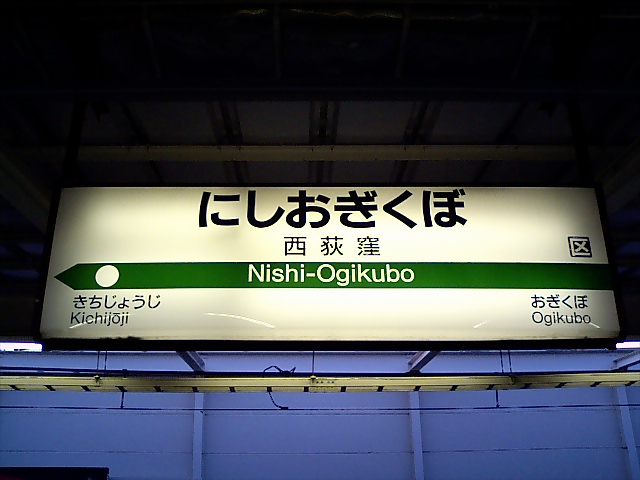 にしおぎくぼ
西荻窪
区
Nishi-Ogikubo
きちじょうじ おぎくぼ
Kichijōji Ogikubo